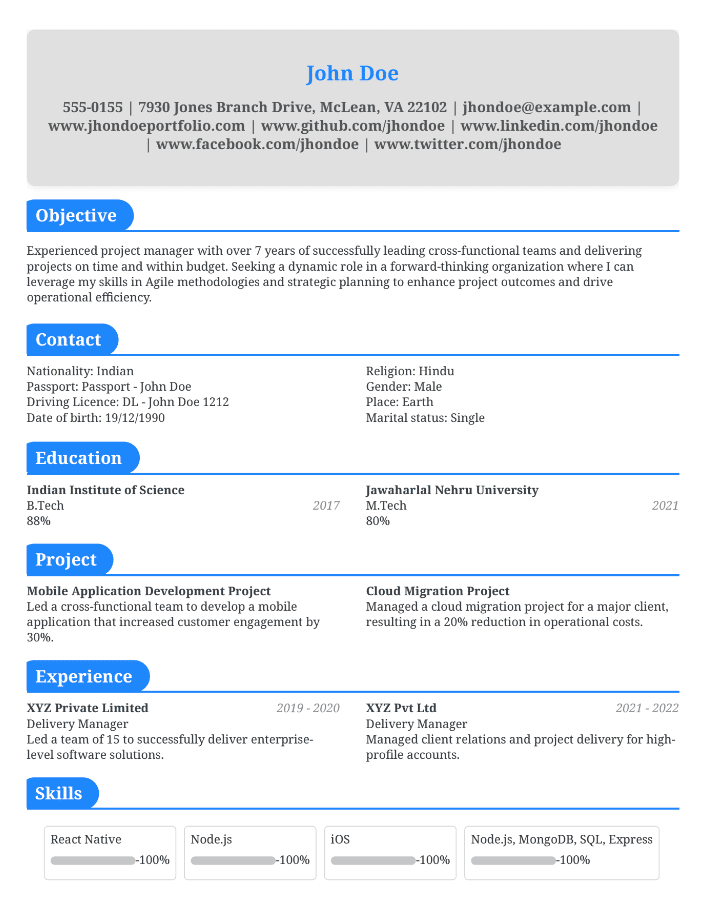 John Doe
555-0155 | 7930 Jones Branch Drive, McLean, VA 22102 | jhondoe@example.com |
www.jhondoeportfolio.com | www.github.com/jhondoe | www.linkedin.com/jhondoe
| www.facebook.com/jhondoe | www.twitter.com/jhondoe
Objective
Experienced project manager with over 7 years of successfully leading cross-functional teams and delivering
projects on time and within budget. Seeking a dynamic role in a forward-thinking organization where I can
leverage my skills in Agile methodologies and strategic planning to enhance project outcomes and drive
operational efficiency.
Contact
Nationality: Indian
Passport: Passport - John Doe
Driving Licence: DL - John Doe 1212
Date of birth: 19/12/1990
Religion: Hindu
Gender: Male
Place: Earth
Marital status: Single
Education
Indian Institute of Science
B.Tech 2017
88%
Jawaharlal Nehru University
M.Tech 2021
80%
Project
Mobile Application Development Project
Led a cross-functional team to develop a mobile
application that increased customer engagement by
30%.
Cloud Migration Project
Managed a cloud migration project for a major client,
resulting in a 20% reduction in operational costs.
Experience
XYZ Private Limited 2019 - 2020
Delivery Manager
Led a team of 15 to successfully deliver enterprise-
level software solutions.
XYZ Pvt Ltd 2021 - 2022
Delivery Manager
Managed client relations and project delivery for high-
profile accounts.
Skills
React Native
-100%
Node.js
-100%
iOS
-100%
Node.js, MongoDB, SQL, Express
-100%